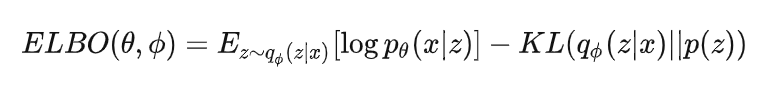 ELBO(θ, ϕ) = E_{z∼q_ϕ(z|x)}[log p_θ(x|z)] − KL(q_ϕ(z|x)||p(z))